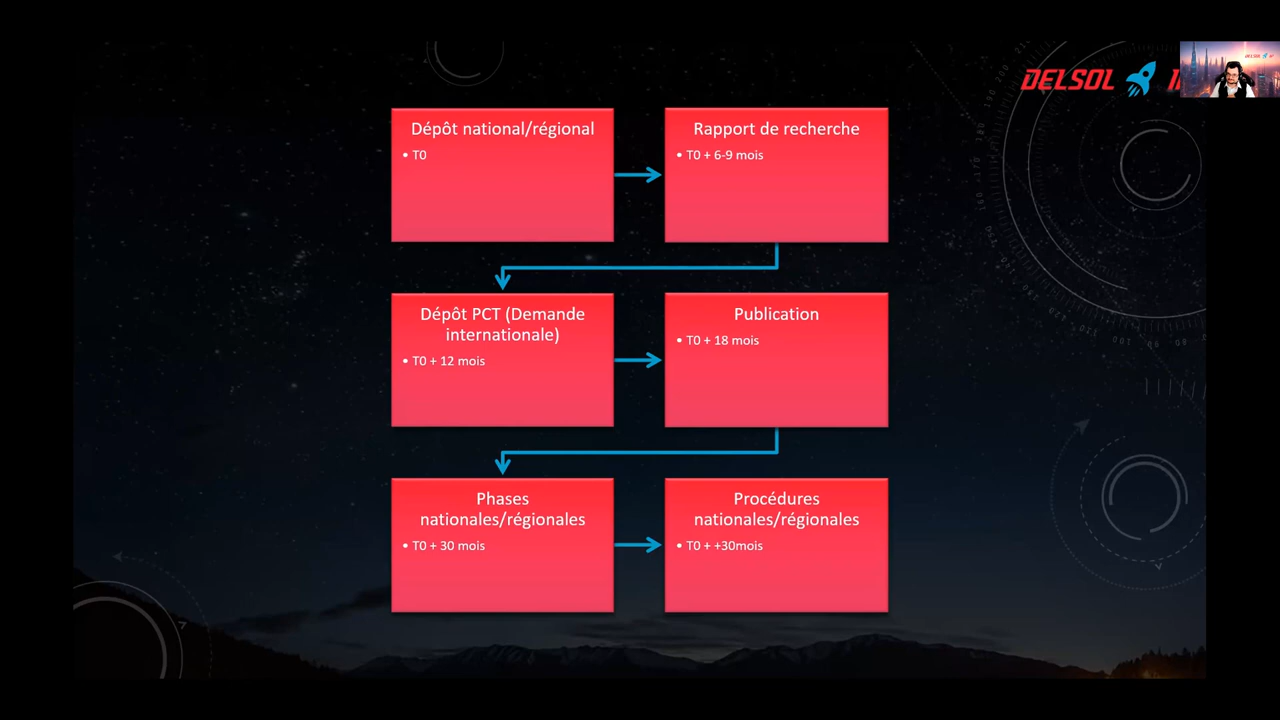 DELSOL
Dépôt national/régional
• T0
Rapport de recherche
• T0 + 6-9 mois
Dépôt PCT (Demande
internationale)
• T0 + 12 mois
Publication
• T0 + 18 mois
Phases
nationales/régionales
• T0 + 30 mois
Procédures
nationales/régionales
• T0 + +30mois